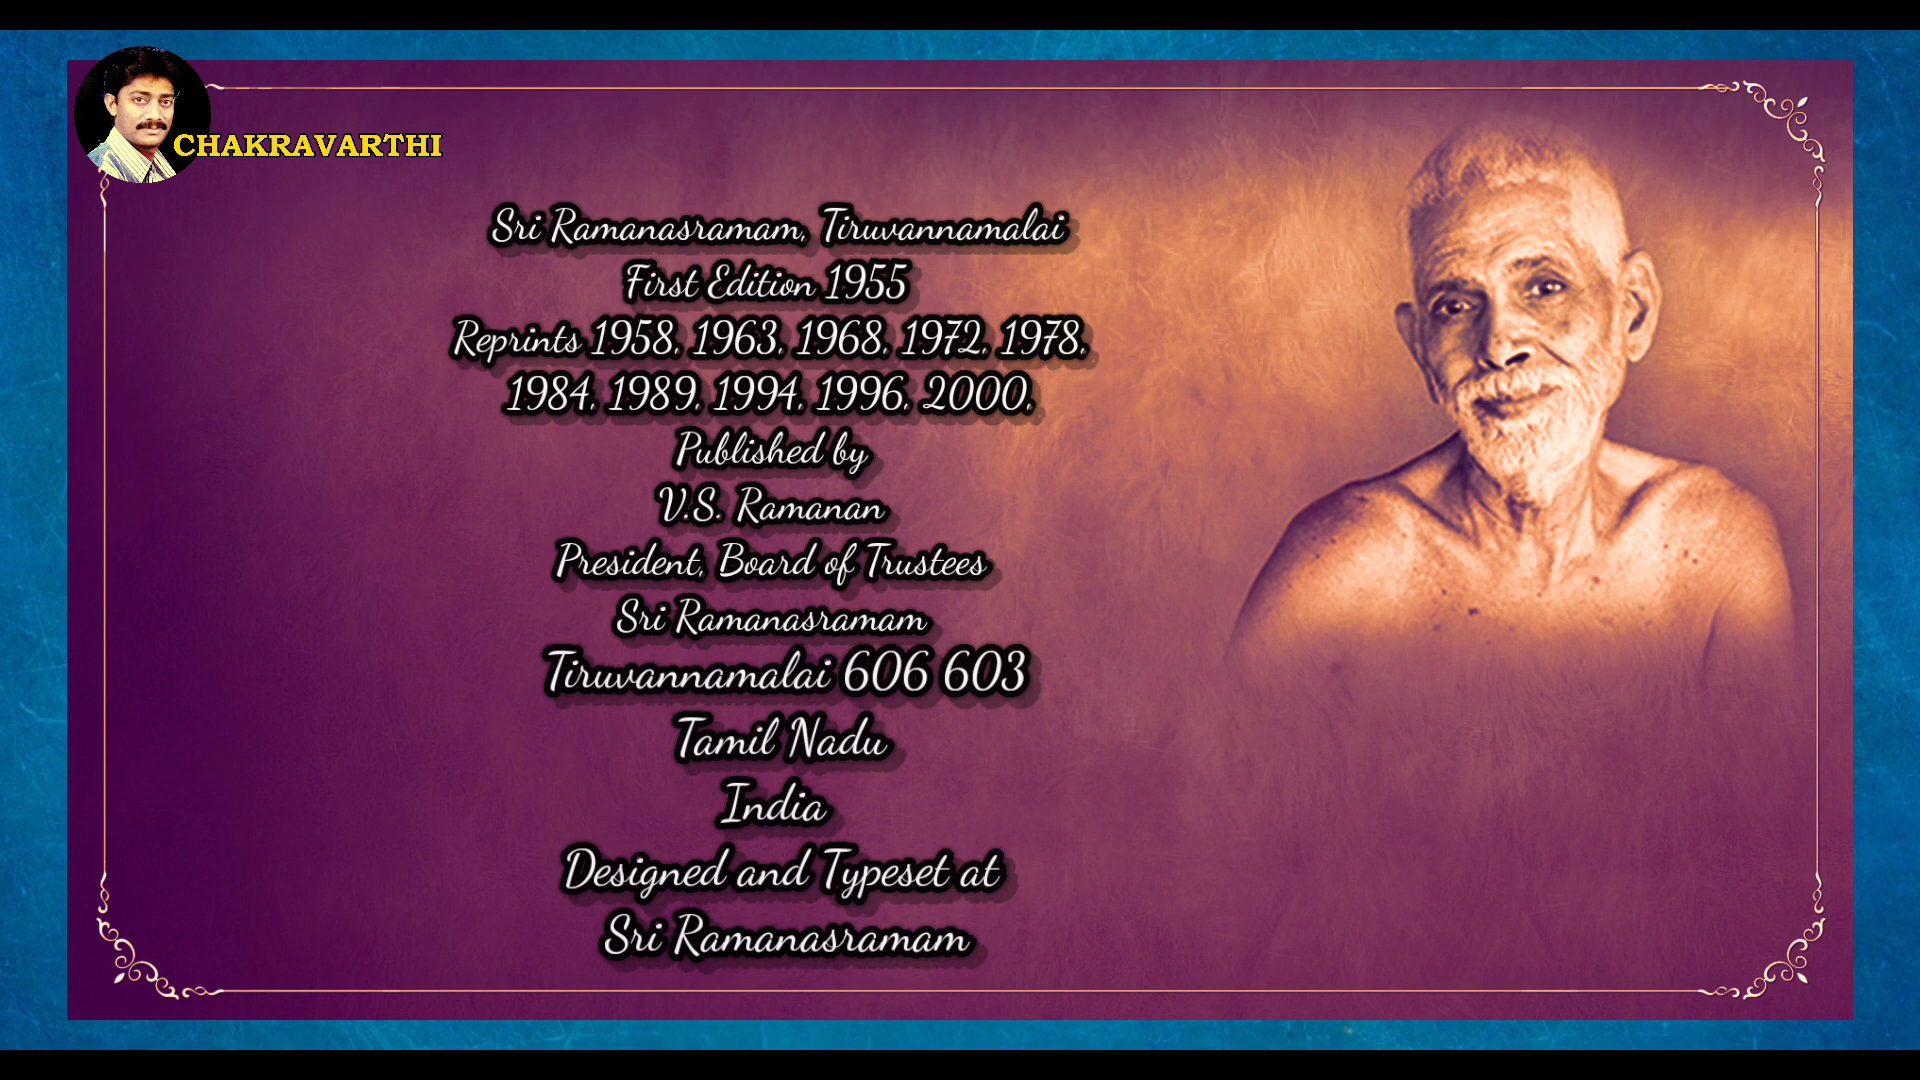 CHAKRAVARTHI
Sri Ramanasramam, Tiruvannamalai
First Edition 1955
Reprints 1958, 1963, 1968, 1972, 1978,
1984, 1989, 1994, 1996, 2000,
Published by
V.S. Ramanan
President, Board of Trustees
Sri Ramanasramam
Tiruvannamalai 606 603
Tamil Nadu
India
Designed and Typeset at
Sri Ramanasramam